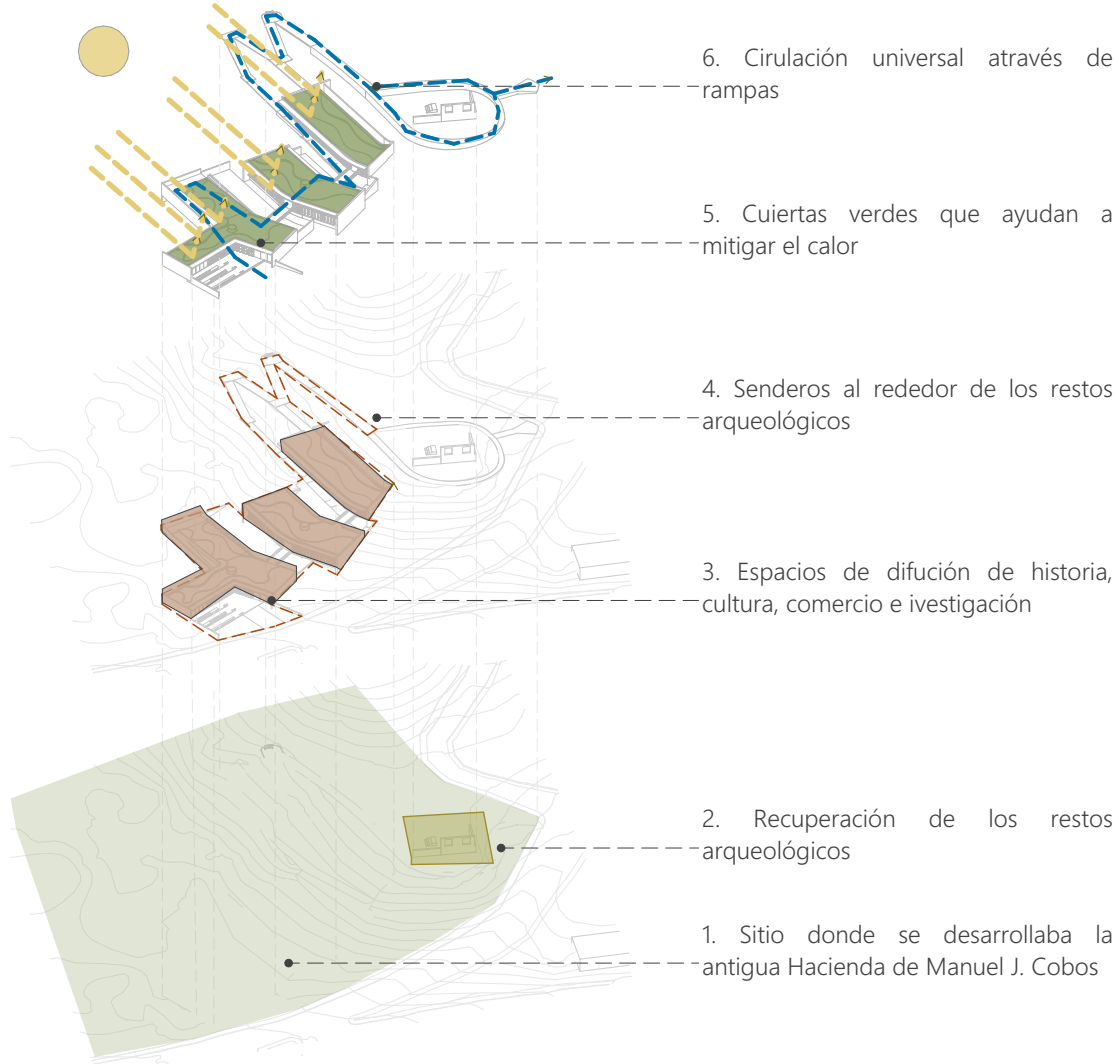 6. Cirulación universal através de
rampas
5. Cuiertas verdes que ayudan a
mitigar el calor
4. Senderos al rededor de los restos
arqueológicos
3. Espacios de difución de historia,
cultura, comercio e ivestigación
2. Recuperación de los restos
arqueológicos
1. Sitio donde se desarrollaba la
antigua Hacienda de Manuel J. Cobos